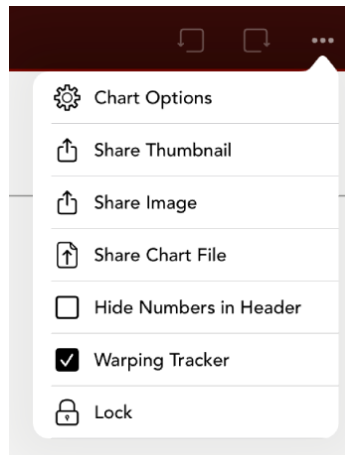 Chart Options
Share Thumbnail
Share Image
Share Chart File
Hide Numbers in Header
Warping Tracker
Lock